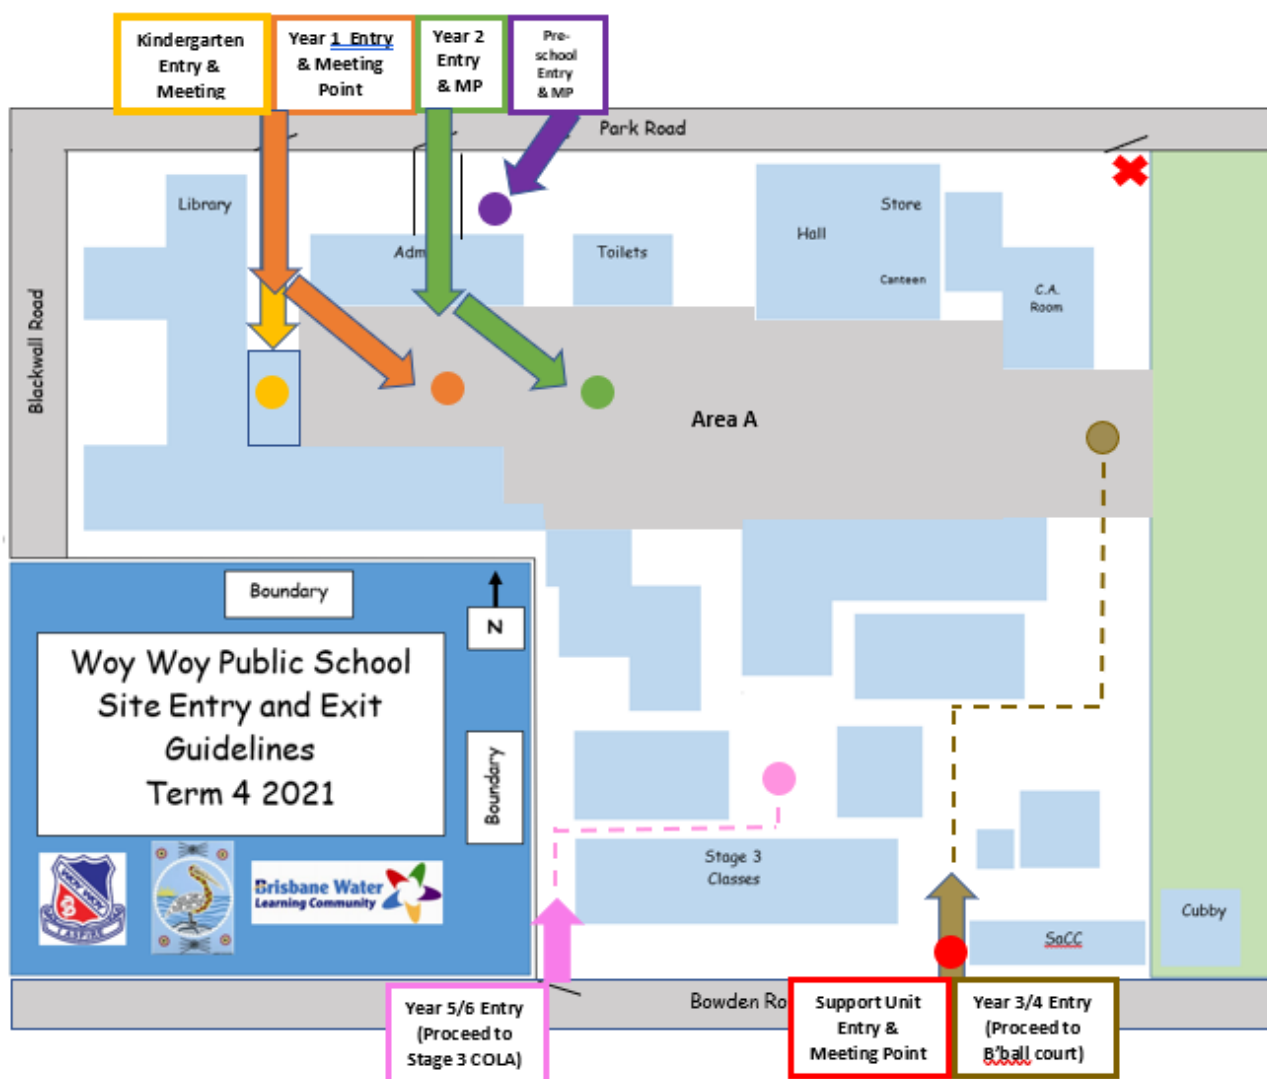 Kindergarten
Entry &
Meeting
Year 1 Entry
& Meeting
Point
Year 2
Entry
& MP
Pre-
school
Entry
& MP
Park Road
Library
Adm
Toilets
Hall
Store
Canteen
C.A.
Room
Blackwall Road
Area A
Boundary
N
Woy Woy Public School
Site Entry and Exit
Guidelines
Term 4 2021
Boundary
WOY WOY
I ASPIRE
Brisbane Water
Learning Community
Stage 3
Classes
Cubby
SaCC
Bowden Ro
Year 5/6 Entry
(Proceed to
Stage 3 COLA)
Support Unit
Entry &
Meeting Point
Year 3/4 Entry
(Proceed to
B'ball court)